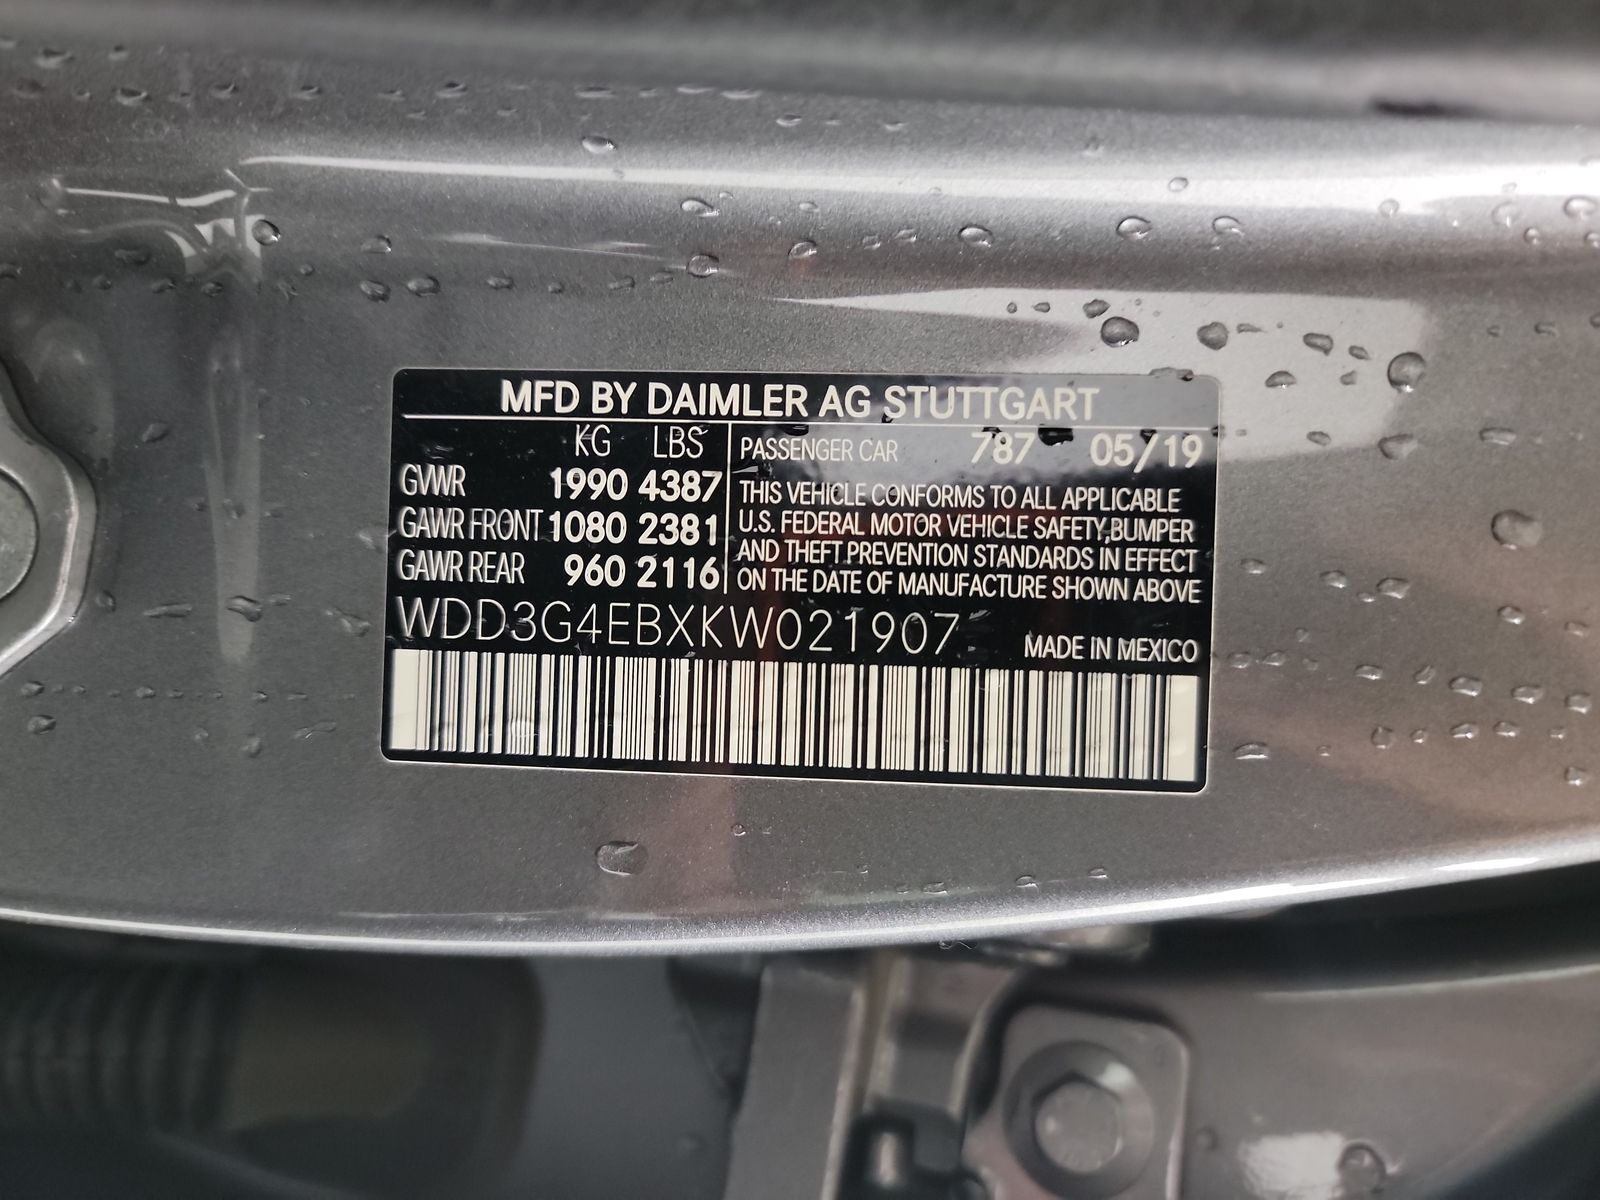 MFD BY DAIMLER AG STUTTGART
KG LBS
GVWR 1990 4387
GAWR FRONT 1080 2381
GAWR REAR 960 2116
PASSENGER CAR 787 05/19
THIS VEHICLE CONFORMS TO ALL APPLICABLE
U.S. FEDERAL MOTOR VEHICLE SAFETY,BUMPER
AND THEFT PREVENTION STANDARDS IN EFFECT
ON THE DATE OF MANUFACTURE SHOWN ABOVE
WDD3G4EBXKW021907
MADE IN MEXICO